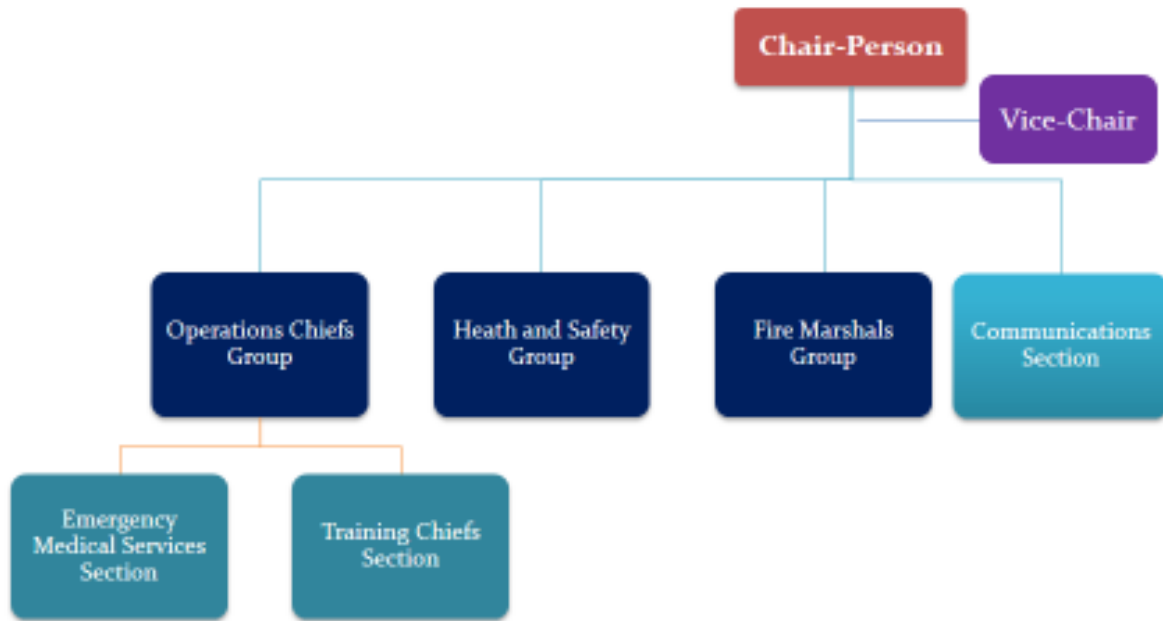 Chair-Person
Vice-Chair
Operations Chiefs
Group
Heath and Safety
Group
Fire Marshals
Group
Communications
Section
Emergency
Medical Services
Section
Training Chiefs
Section